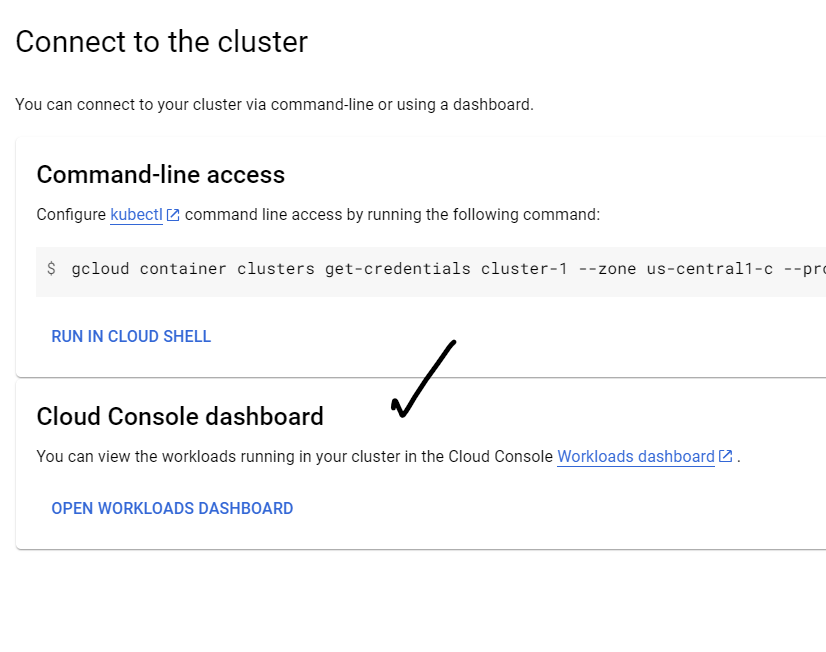 Connect to the cluster
You can connect to your cluster via command-line or using a dashboard.
Command-line access
Configure kubectl command line access by running the following command:
$ gcloud container clusters get-credentials cluster-1 --zone us-central1-c
RUN IN CLOUD SHELL
Cloud Console dashboard
You can view the workloads running in your cluster in the Cloud Console Workloads dashboard .
OPEN WORKLOADS DASHBOARD